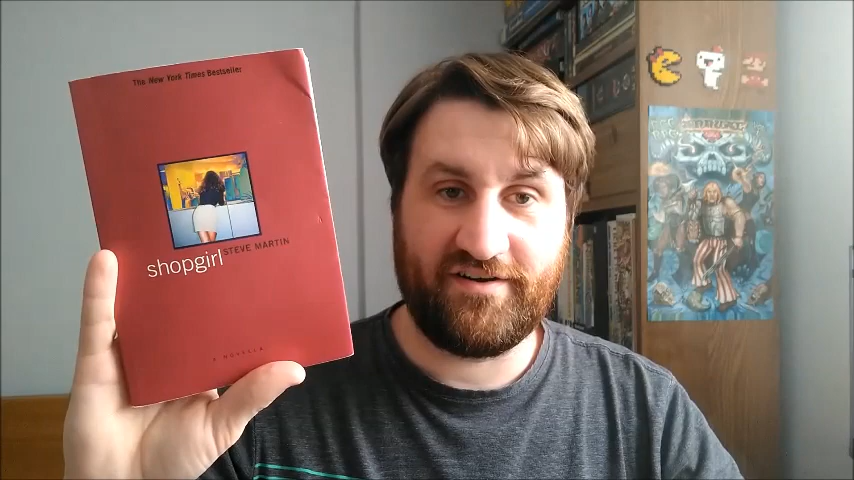 The New York Times Bestseller
shopgirl STEVE MARTIN
A NOVELLA